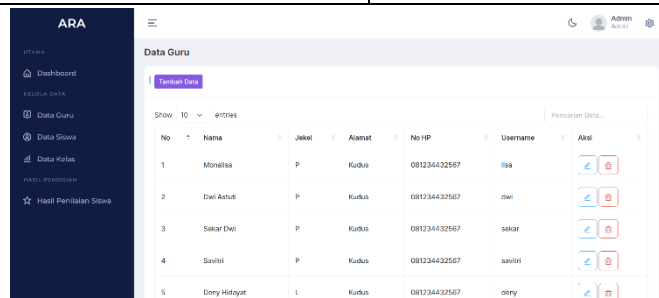 ARA
Admin
Admin
UTAMA
Dashboard
KELOLA DATA
Data Guru
Data Siswa
Data Kelas
HASIL PENGISIAN
Hasil Penilaian Siswa
Data Guru
Tambah Data
Show 10 entries
Pencarian Data...
No Nama Jekel Alamat No HP Username Aksi
1 Monalisa P Kudus 081234432567 lisa
2 Dwi Astuti P Kudus 081234432567 dwi
3 Sekar Dwi P Kudus 081234432567 sekar
4 Savitri P Kudus 081234432567 savitri
5 Deny Hidayat L Kudus 081234432567 deny